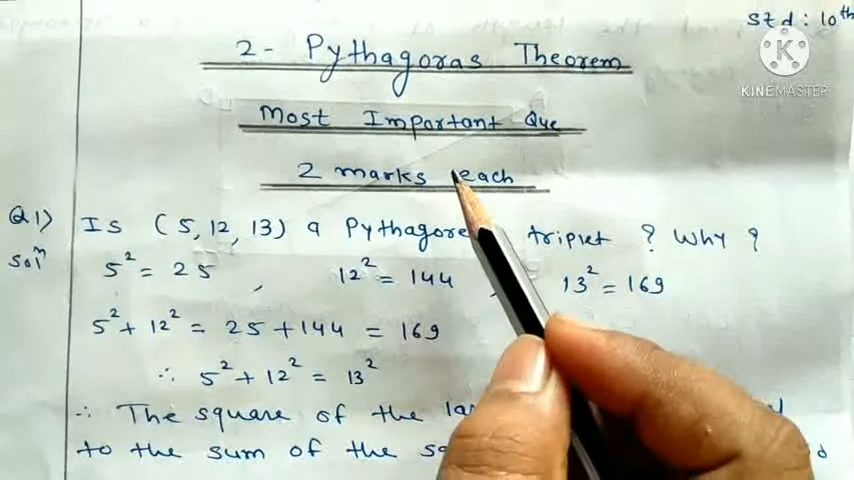 Std : 10th
KINEMASTER
2 - Pythagoras Theorem
Most Important Que
2 marks each
Q1) Is (5, 12, 13) a Pythagore triplet ? Why ?
Solⁿ 5² = 25 , 12² = 144 , 13² = 169
5² + 12² = 25 + 144 = 169
∴ 5² + 12² = 13²
∴ The square of the
to the sum of the